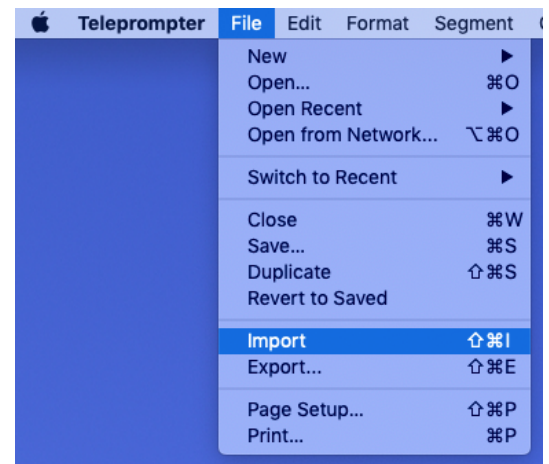 Teleprompter File Edit Format Segment
New ▶
Open... ⌘O
Open Recent ▶
Open from Network... ⌥⌘O
Switch to Recent ▶
Close ⌘W
Save... ⌘S
Duplicate ⇧⌘S
Revert to Saved
Import ⇧⌘I
Export... ⇧⌘E
Page Setup... ⇧⌘P
Print... ⌘P